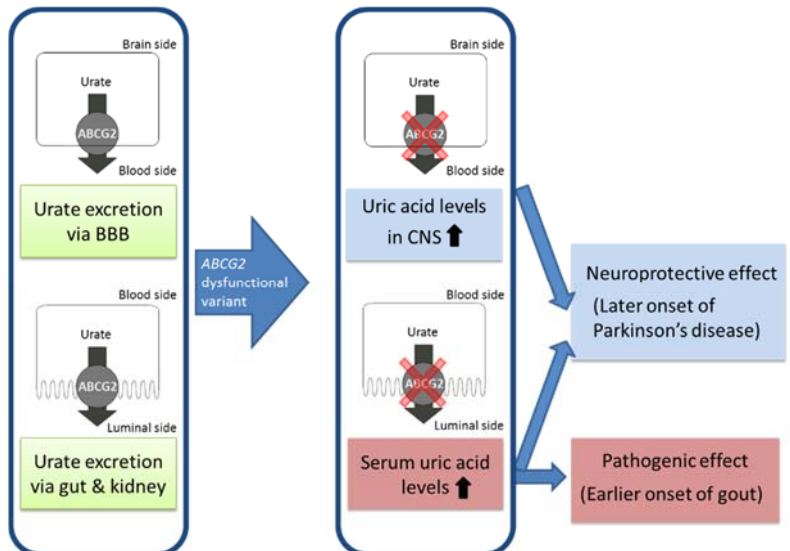 Brain side
Urate
ABCG2
Blood side
Urate excretion
via BBB
Blood side
Urate
ABCG2
Luminal side
Urate excretion
via gut & kidney
ABCG2
dysfunctional
variant
Brain side
Urate
ABCG2
Blood side
Uric acid levels
in CNS
Blood side
Urate
ABCG2
Luminal side
Serum uric acid
levels
Neuroprotective effect
(Later onset of
Parkinson's disease)
Pathogenic effect
(Earlier onset of gout)